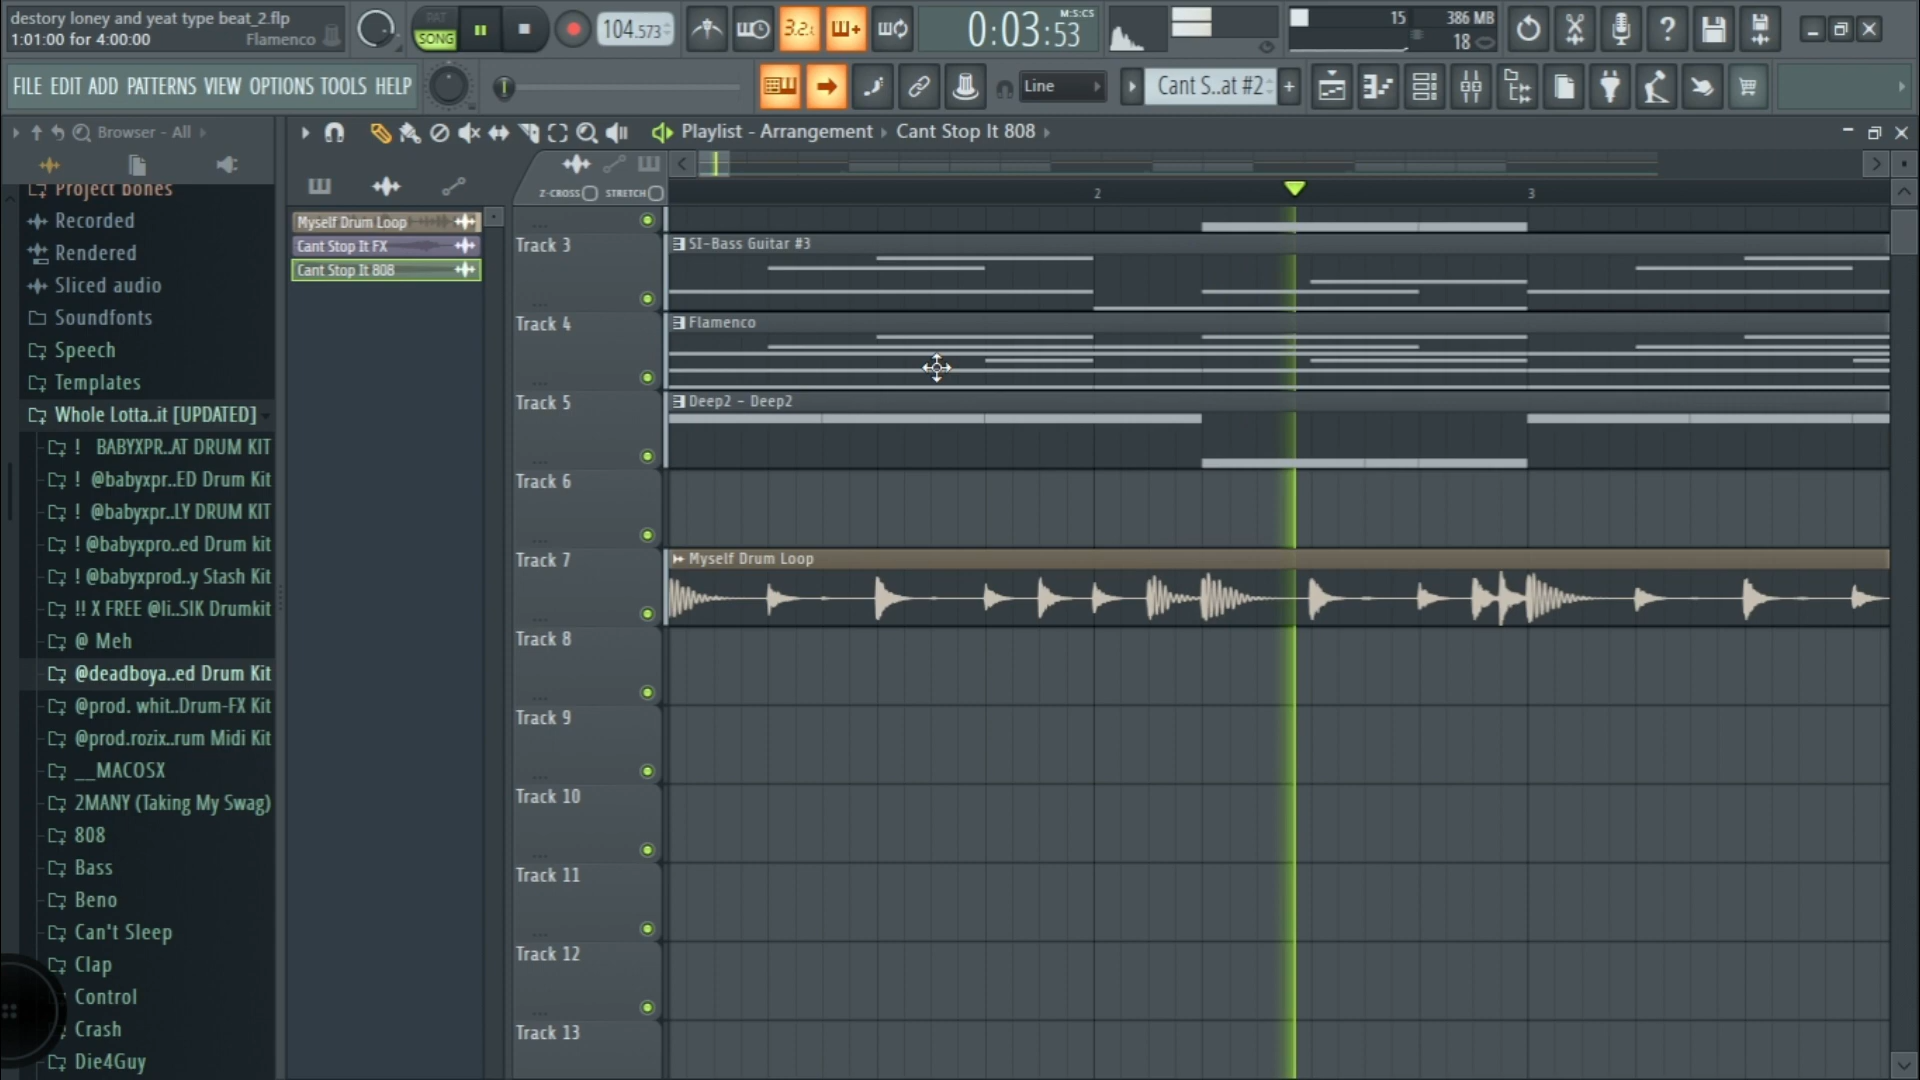 destory loney and yeat type beat_2.flp
1:01:00 for 4:00:00
Flamenco
PAT
SONG
104.573
3.2.
0:03:53
M:S:CS
15
386 MB
18
FILE EDIT ADD PATTERNS VIEW OPTIONS TOOLS HELP
Line
Cant S..at #2
+
Browser - All
Playlist - Arrangement
Cant Stop It 808
Z-CROSS
STRETCH
2
3
Project bones
Recorded
Rendered
Sliced audio
Soundfonts
Speech
Templates
Whole Lotta..it [UPDATED]
! BABYXPR..AT DRUM KIT
! @babyxpr..ED Drum Kit
! @babyxpr..LY DRUM KIT
! @babyxpro..ed Drum kit
! @babyxprod..y Stash Kit
!! X FREE @li..SIK Drumkit
@ Meh
@deadboya..ed Drum Kit
@prod. whit..Drum-FX Kit
@prod.rozix..rum Midi Kit
__MACOSX
2MANY (Taking My Swag)
808
Bass
Beno
Can't Sleep
Clap
Control
Crash
Die4Guy
Myself Drum Loop
Cant Stop It FX
Cant Stop It 808
Track 3
SI-Bass Guitar #3
Track 4
Flamenco
Track 5
Deep2 - Deep2
Track 6
Track 7
Myself Drum Loop
Track 8
Track 9
Track 10
Track 11
Track 12
Track 13